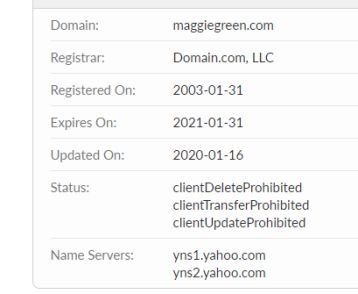 Domain: maggiegreen.com
Registrar: Domain.com, LLC
Registered On: 2003-01-31
Expires On: 2021-01-31
Updated On: 2020-01-16
Status: clientDeleteProhibited
clientTransferProhibited
clientUpdateProhibited
Name Servers: yns1.yahoo.com
yns2.yahoo.com